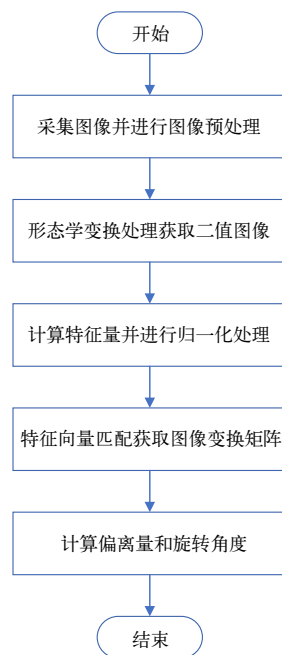 开始
采集图像并进行图像预处理
形态学变换处理获取二值图像
计算特征量并进行归一化处理
特征向量匹配获取图像变换矩阵
计算偏离量和旋转角度
结束